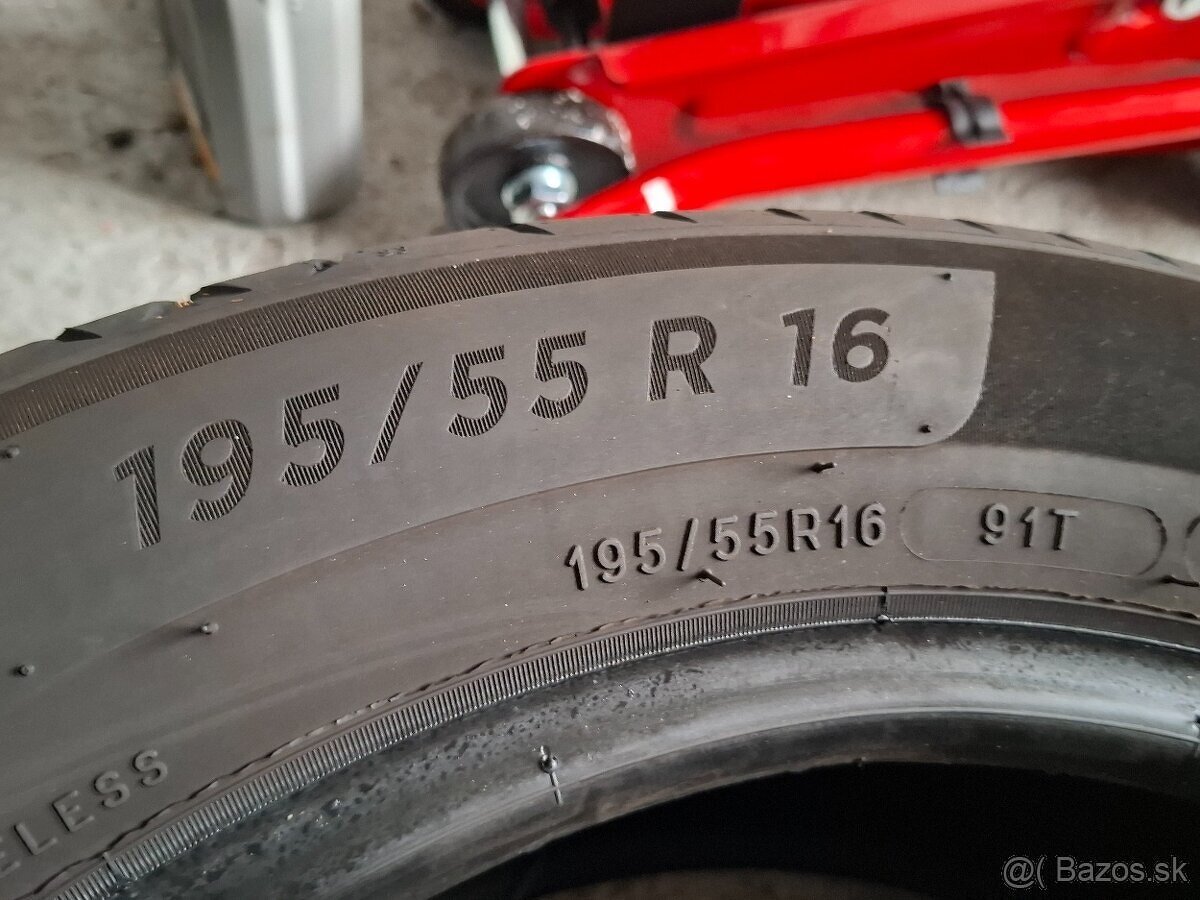 195/55 R 16
195/55R16 91T
ELESS
@( Bazos.sk